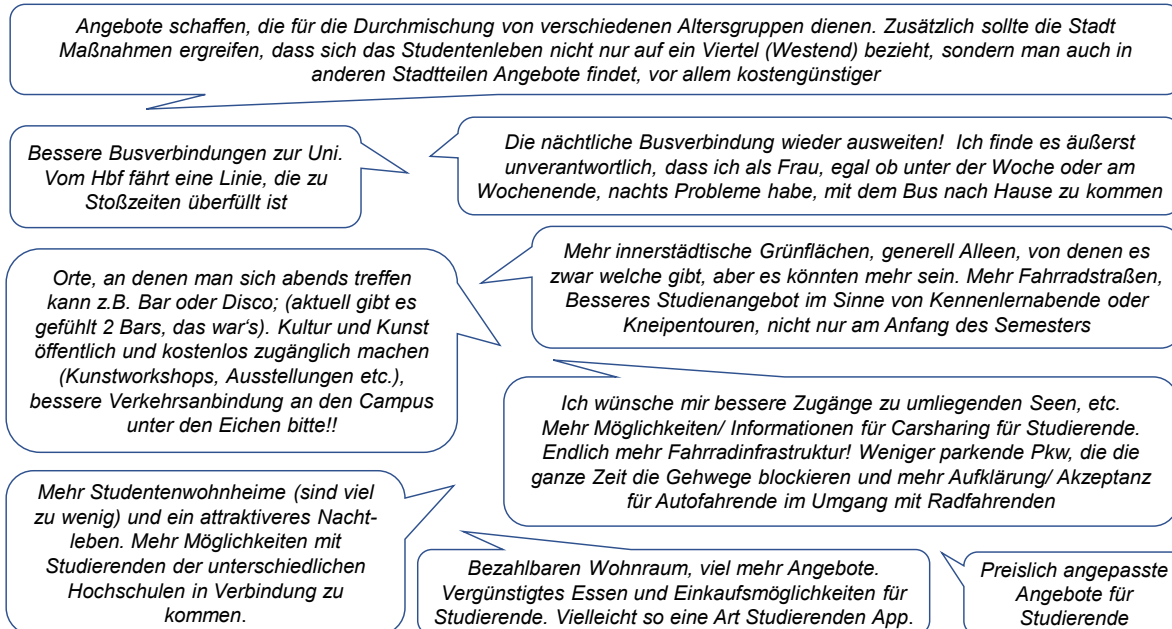 Angebote schaffen, die für die Durchmischung von verschiedenen Altersgruppen dienen. Zusätzlich sollte die Stadt
Maßnahmen ergreifen, dass sich das Studentenleben nicht nur auf ein Viertel (Westend) bezieht, sondern man auch in
anderen Stadtteilen Angebote findet, vor allem kostengünstiger
Bessere Busverbindungen zur Uni.
Vom Hbf fährt eine Linie, die zu
Stoßzeiten überfüllt ist
Die nächtliche Busverbindung wieder ausweiten! Ich finde es äußerst
unverantwortlich, dass ich als Frau, egal ob unter der Woche oder am
Wochenende, nachts Probleme habe, mit dem Bus nach Hause zu kommen
Mehr innerstädtische Grünflächen, generell Alleen, von denen es
zwar welche gibt, aber es könnten mehr sein. Mehr Fahrradstraßen,
Besseres Studienangebot im Sinne von Kennenlernabende oder
Kneipentouren, nicht nur am Anfang des Semesters
Orte, an denen man sich abends treffen
kann z.B. Bar oder Disco; (aktuell gibt es
gefühlt 2 Bars, das war's). Kultur und Kunst
öffentlich und kostenlos zugänglich machen
(Kunstworkshops, Ausstellungen etc.),
bessere Verkehrsanbindung an den Campus
unter den Eichen bitte!!
Ich wünsche mir bessere Zugänge zu umliegenden Seen, etc.
Mehr Möglichkeiten/ Informationen für Carsharing für Studierende.
Endlich mehr Fahrradinfrastruktur! Weniger parkende Pkw, die die
ganze Zeit die Gehwege blockieren und mehr Aufklärung/ Akzeptanz
für Autofahrende im Umgang mit Radfahrenden
Mehr Studentenwohnheime (sind viel
zu wenig) und ein attraktiveres Nacht-
leben. Mehr Möglichkeiten mit
Studierenden der unterschiedlichen
Hochschulen in Verbindung zu
kommen.
Bezahlbaren Wohnraum, viel mehr Angebote.
Vergünstigtes Essen und Einkaufsmöglichkeiten für
Studierende. Vielleicht so eine Art Studierenden App.
Preislich angepasste
Angebote für
Studierende